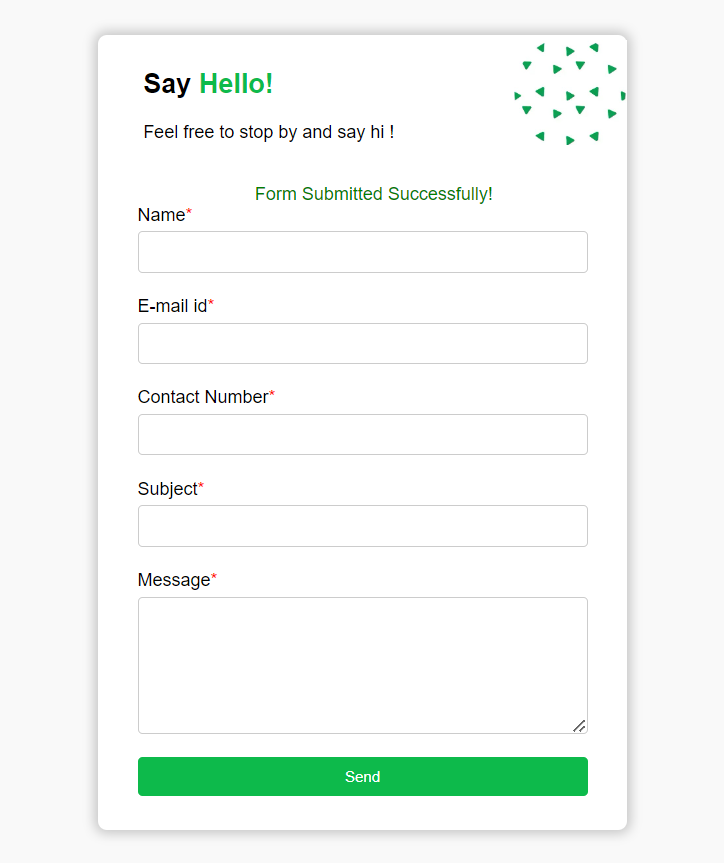 Say Hello!
Feel free to stop by and say hi !
Form Submitted Successfully!
Name*
E-mail id*
Contact Number*
Subject*
Message*
Send